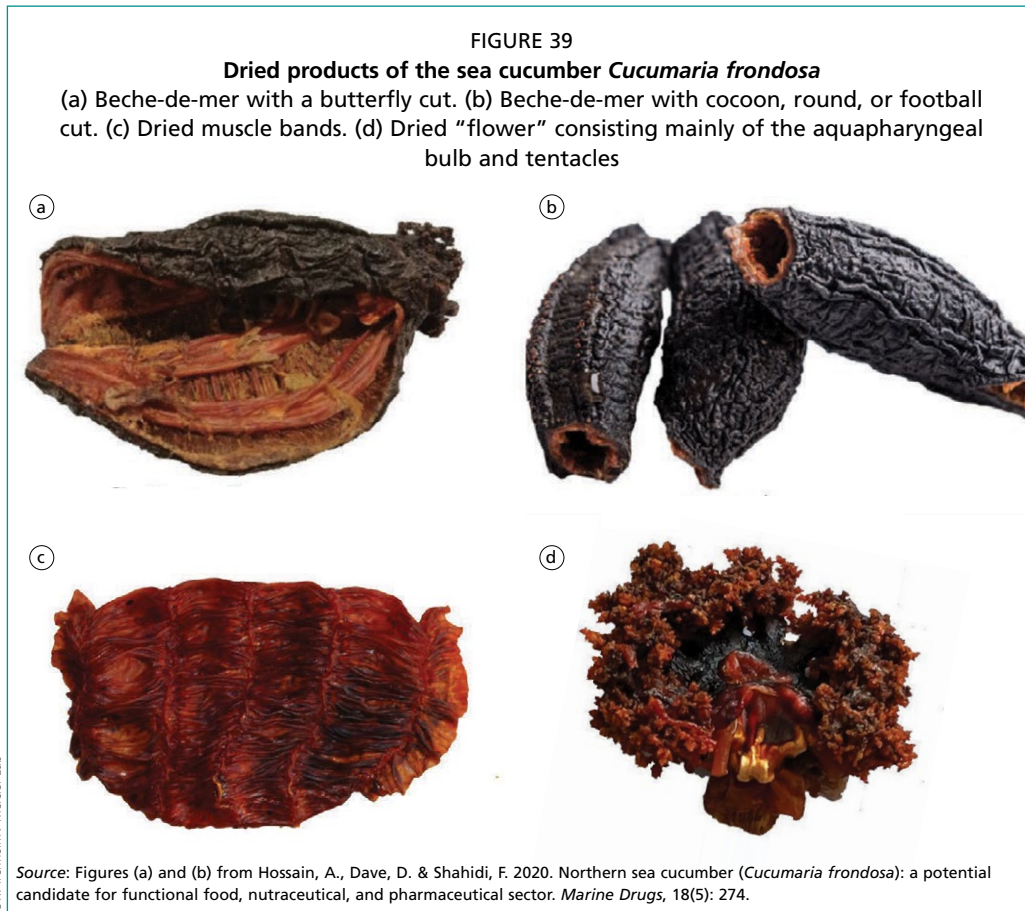 FIGURE 39
Dried products of the sea cucumber Cucumaria frondosa
(a) Beche-de-mer with a butterfly cut. (b) Beche-de-mer with cocoon, round, or football
cut. (c) Dried muscle bands. (d) Dried “flower” consisting mainly of the aquapharyngeal
bulb and tentacles
a
b
c
d
Source: Figures (a) and (b) from Hossain, A., Dave, D. & Shahidi, F. 2020. Northern sea cucumber (Cucumaria frondosa): a potential
candidate for functional food, nutraceutical, and pharmaceutical sector. Marine Drugs, 18(5): 274.